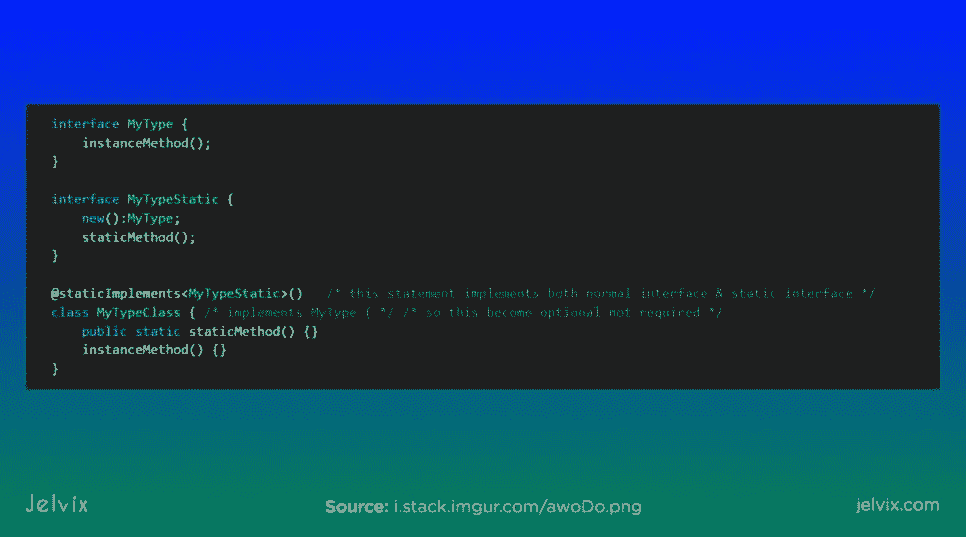 interface MyType {
instanceMethod();
}
interface MyTypeStatic {
new():MyType;
staticMethod();
}
@staticImplements<MyTypeStatic>() /* this statement implements both normal interface & static interface */
class MyTypeClass { /* implements MyType { */ /* so this become optional not required */
public static staticMethod() {}
instanceMethod() {}
}
Jelvix
Source: i.stack.imgur.com/awoDo.png
jelvix.com